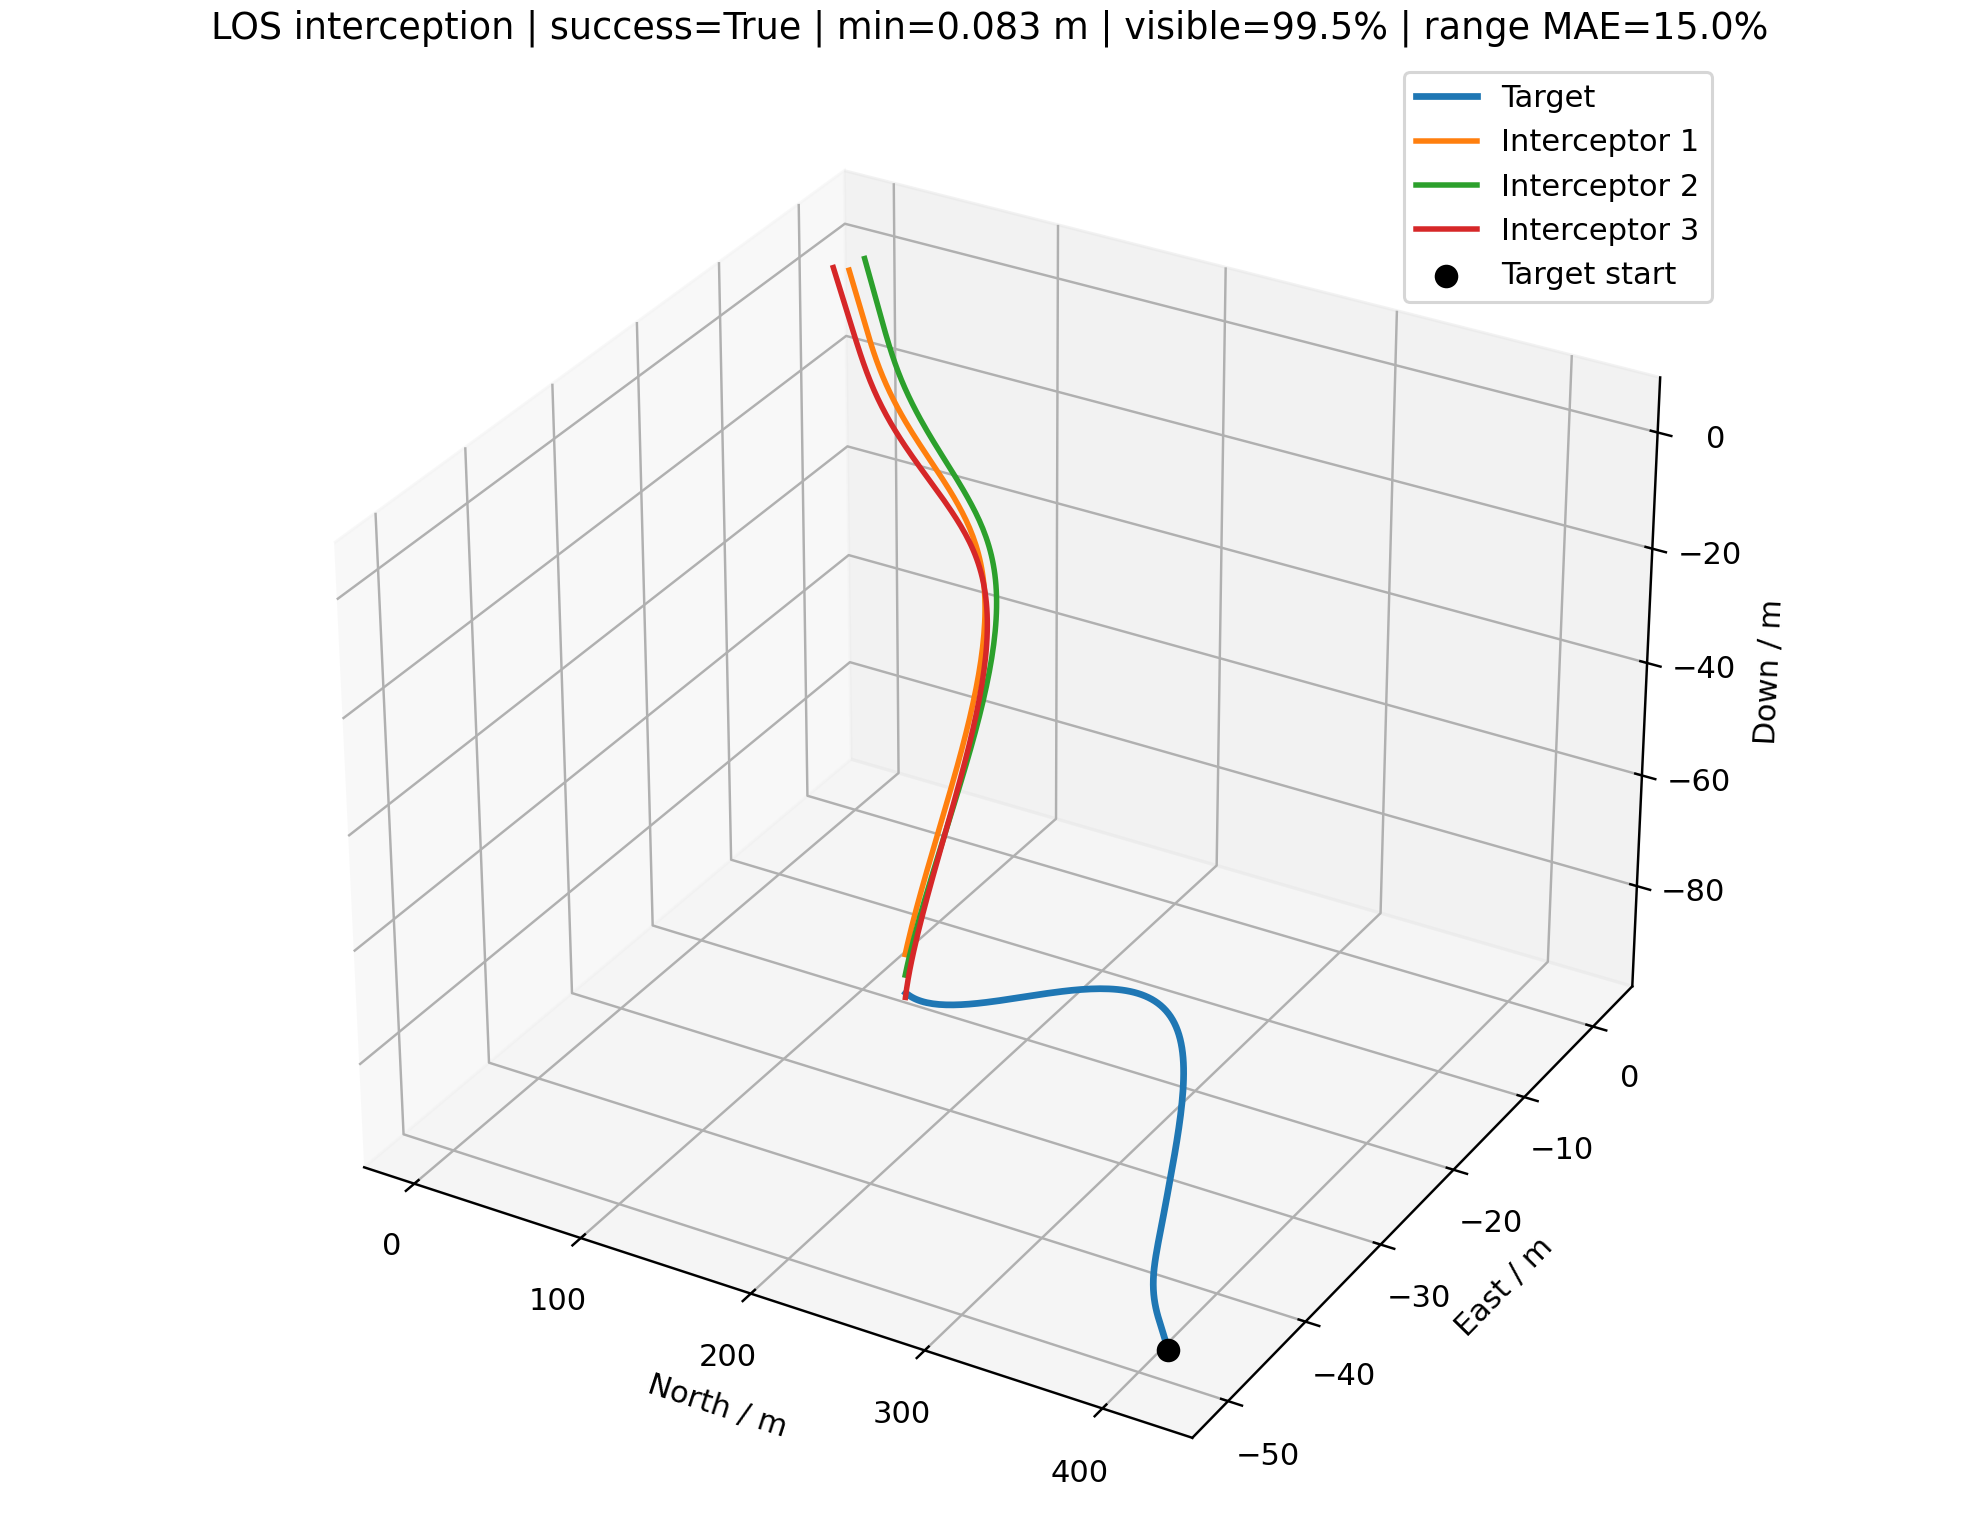 LOS interception | success=True | min=0.083 m | visible=99.5% | range MAE=15.0%
Target
Interceptor 1
Interceptor 2
Interceptor 3
Target start
0
−20
−40
−60
−80
Down / m
0
−10
−20
−30
−40
−50
East / m
0
100
200
300
400
North / m